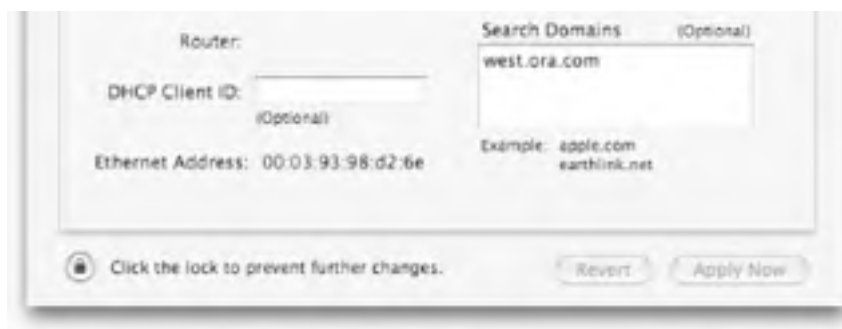 Router:
DHCP Client ID:
(Optional)
Ethernet Address: 00:03:93:98:d2:6e
Search Domains (Optional)
west.ora.com
Example: apple.com
earthlink.net
Click the lock to prevent further changes.
Revert Apply Now